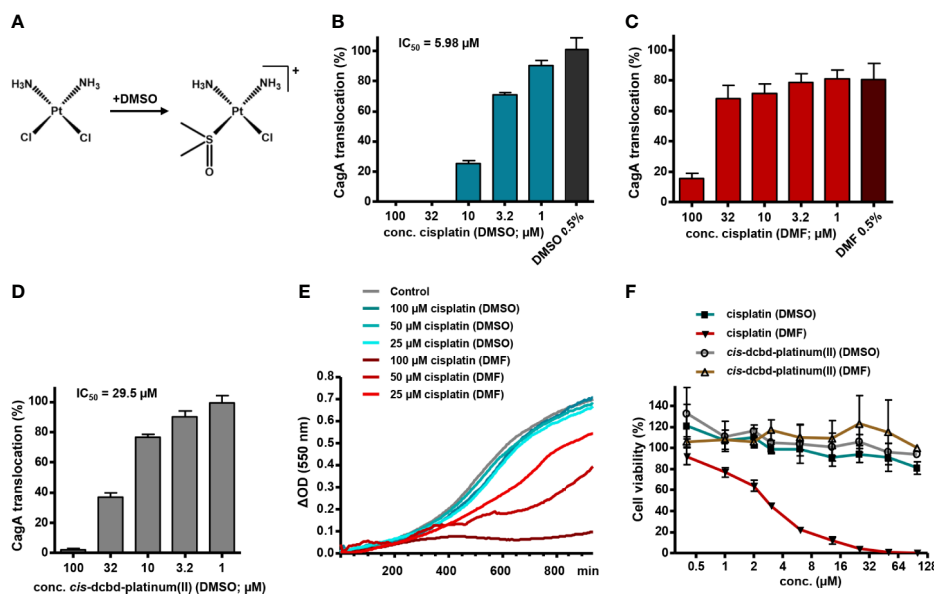 A
H₃N
NH₃
Pt
Cl
Cl
+DMSO
H₃N
NH₃
+
Pt
S
Cl
O
B
IC₅₀ = 5.98 µM
CagA translocation (%)
100
80
60
40
20
0
100 32 10 3.2 1 DMSO 0.5%
conc. cisplatin (DMSO; µM)
C
CagA translocation (%)
100
80
60
40
20
0
100 32 10 3.2 1 DMF 0.5%
conc. cisplatin (DMF; µM)
D
IC₅₀ = 29.5 µM
CagA translocation (%)
100
80
60
40
20
0
100 32 10 3.2 1
conc. cis-dcbd-platinum(II) (DMSO; µM)
E
Control
100 µM cisplatin (DMSO)
50 µM cisplatin (DMSO)
25 µM cisplatin (DMSO)
100 µM cisplatin (DMF)
50 µM cisplatin (DMF)
25 µM cisplatin (DMF)
ΔOD (550 nm)
0.8
0.7
0.6
0.5
0.4
0.3
0.2
0.1
0.0
200 400 600 800 min
F
cisplatin (DMSO)
cisplatin (DMF)
cis-dcbd-platinum(II) (DMSO)
cis-dcbd-platinum(II) (DMF)
Cell viability (%)
140
120
100
80
60
40
20
0
0.5 1 2 4 8 16 32 64 128
conc. (µM)